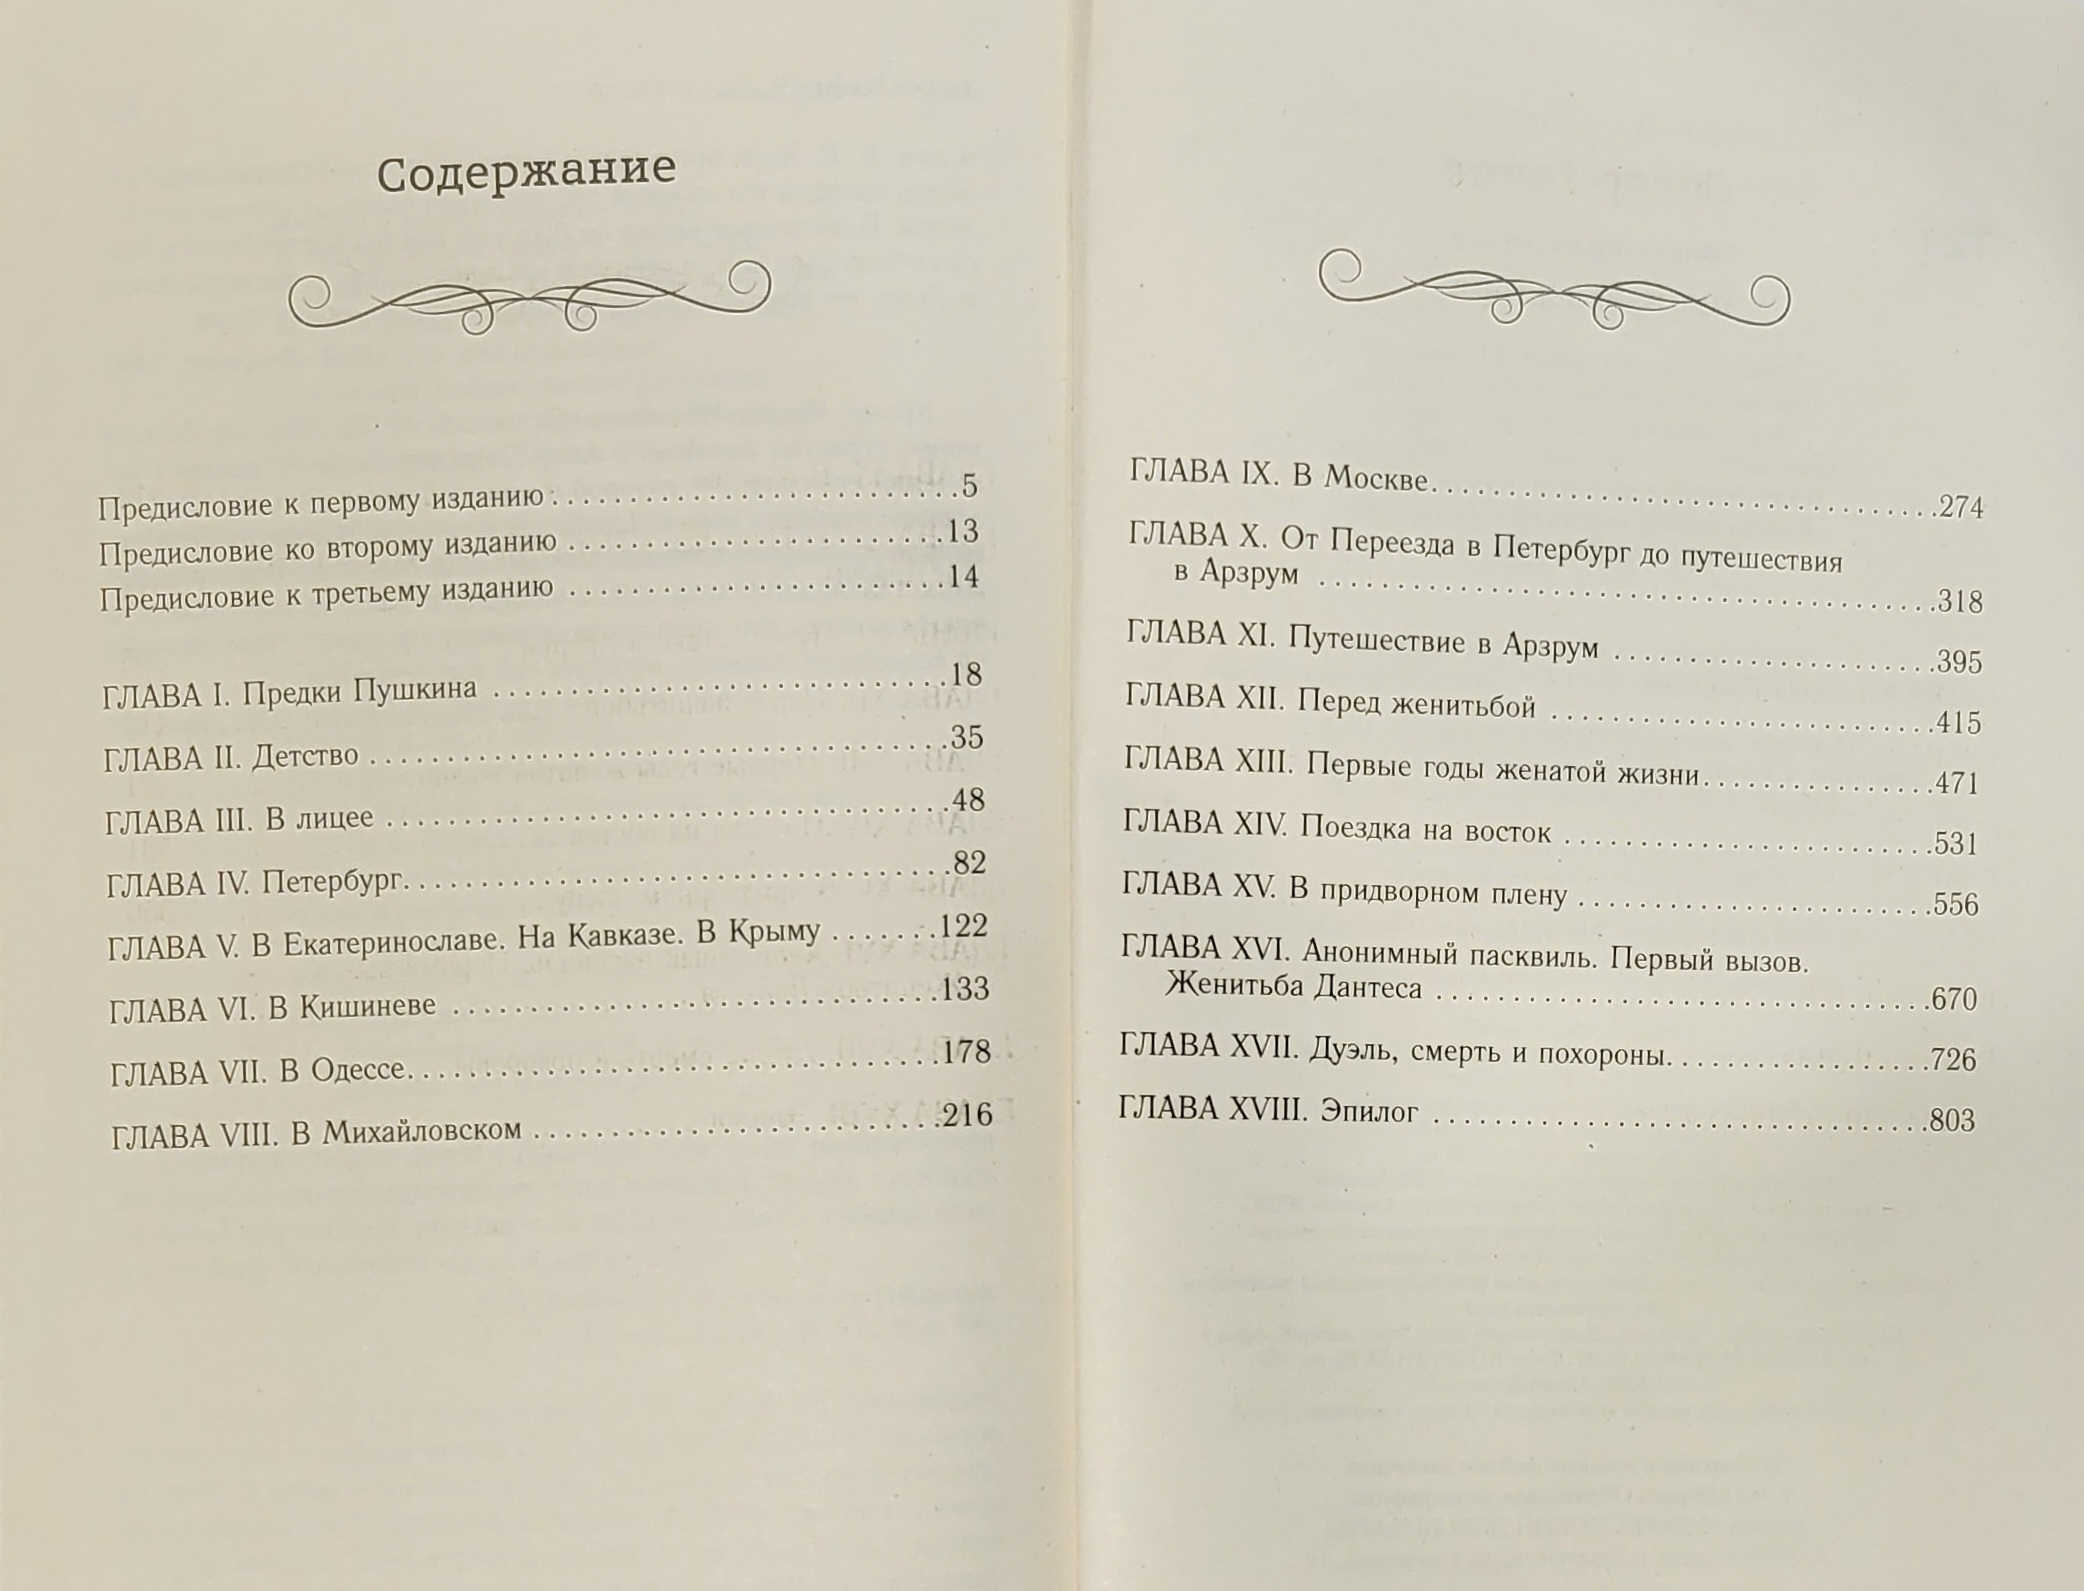 Содержание
Предисловие к первому изданию . . . . . . . . . . . . . . . . . . . . . . . . . . 5
Предисловие ко второму изданию . . . . . . . . . . . . . . . . . . . . . . . . 13
Предисловие к третьему изданию . . . . . . . . . . . . . . . . . . . . . . . . 14
ГЛАВА I. Предки Пушкина . . . . . . . . . . . . . . . . . . . . . . . . . . . . . 18
ГЛАВА II. Детство . . . . . . . . . . . . . . . . . . . . . . . . . . . . . . . . . . . . . 35
ГЛАВА III. В лицее . . . . . . . . . . . . . . . . . . . . . . . . . . . . . . . . . . . . 48
ГЛАВА IV. Петербург. . . . . . . . . . . . . . . . . . . . . . . . . . . . . . . . . . . 82
ГЛАВА V. В Екатеринославе. На Кавказе. В Крыму . . . . . . . 122
ГЛАВА VI. В Кишиневе . . . . . . . . . . . . . . . . . . . . . . . . . . . . . . . 133
ГЛАВА VII. В Одессе. . . . . . . . . . . . . . . . . . . . . . . . . . . . . . . . . . 178
ГЛАВА VIII. В Михайловском . . . . . . . . . . . . . . . . . . . . . . . . . . 216
ГЛАВА IX. В Москве. . . . . . . . . . . . . . . . . . . . . . . . . . . . . . . . . 274
ГЛАВА X. От Переезда в Петербург до путешествия
в Арзрум . . . . . . . . . . . . . . . . . . . . . . . . . . . . . . . . . . . . . . . . 318
ГЛАВА XI. Путешествие в Арзрум . . . . . . . . . . . . . . . . . . . . . 395
ГЛАВА XII. Перед женитьбой . . . . . . . . . . . . . . . . . . . . . . . . . 415
ГЛАВА XIII. Первые годы женатой жизни. . . . . . . . . . . . . . . 471
ГЛАВА XIV. Поездка на восток . . . . . . . . . . . . . . . . . . . . . . . . 531
ГЛАВА XV. В придворном плену . . . . . . . . . . . . . . . . . . . . . . . 556
ГЛАВА XVI. Анонимный пасквиль. Первый вызов.
Женитьба Дантеса . . . . . . . . . . . . . . . . . . . . . . . . . . . . . . . . 670
ГЛАВА XVII. Дуэль, смерть и похороны. . . . . . . . . . . . . . . . . 726
ГЛАВА XVIII. Эпилог . . . . . . . . . . . . . . . . . . . . . . . . . . . . . . . . 803